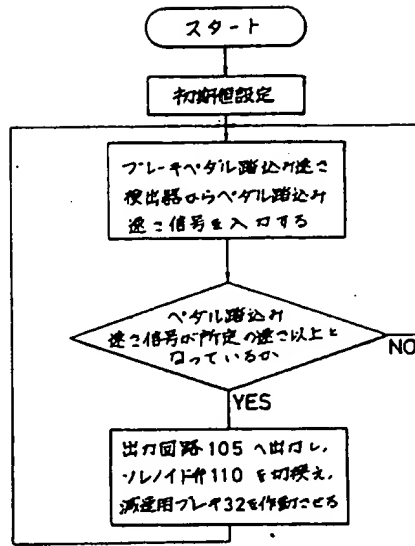 スタート
初期値設定
ブレーキペダル踏込み速さ
検出器からペダル踏込み
速さ信号を入力する
ペダル踏込み
速さ信号が所定の速さ以上と
なっているか
NO
YES
出力回路105へ出力し、
ソレノイド弁110を切換え、
減速用ブレーキ32を作動させる